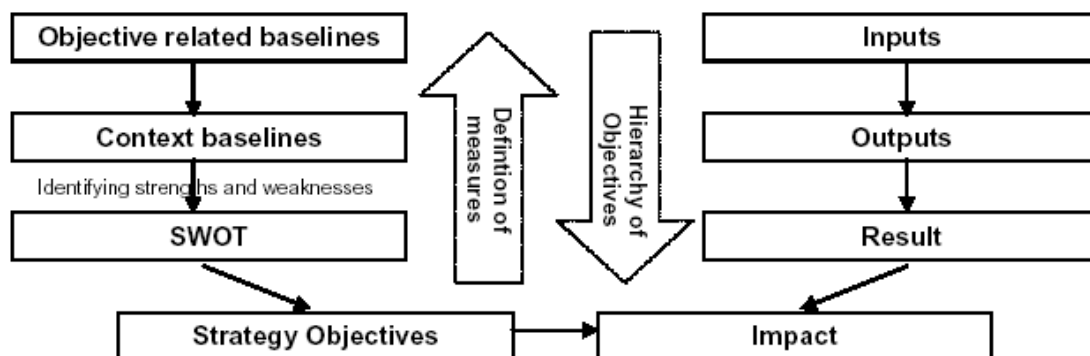 Objective related baselines
Inputs
Context baselines
Outputs
Identifying strengths and weaknesses
SWOT
Result
Defintion of
measures
Hierarchy of
Objectives
Strategy Objectives
Impact